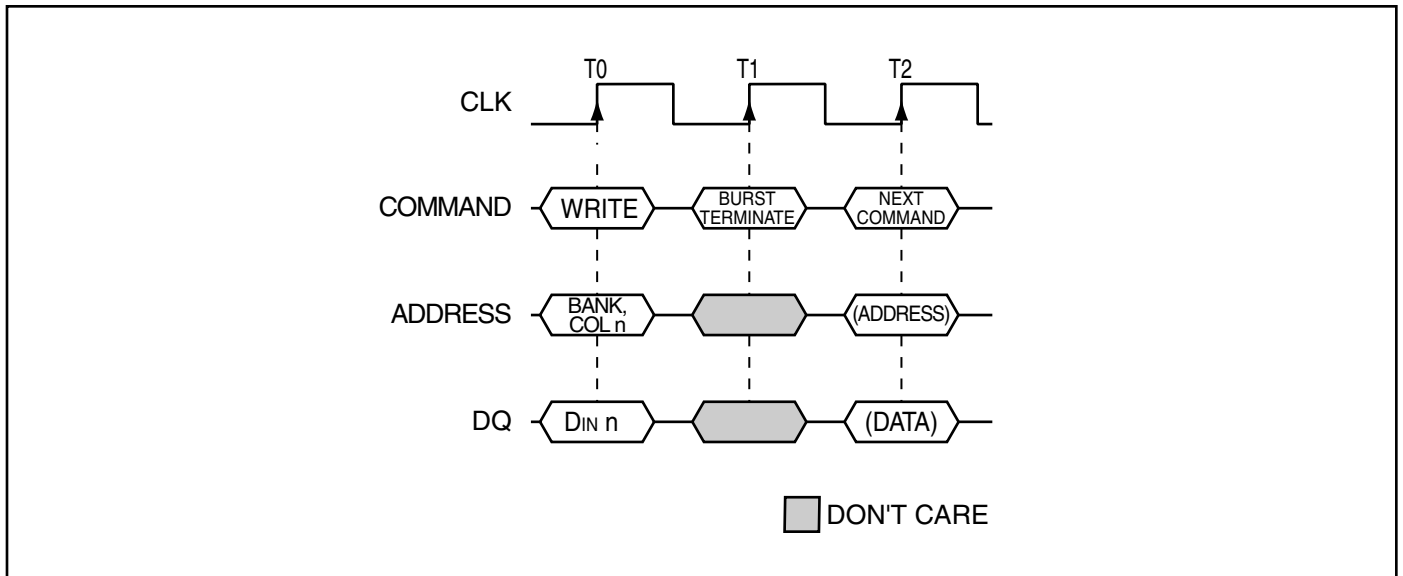 T0 T1 T2
CLK
COMMAND WRITE BURST TERMINATE NEXT COMMAND
ADDRESS BANK, COL n (ADDRESS)
DQ DIN n (DATA)
DON'T CARE